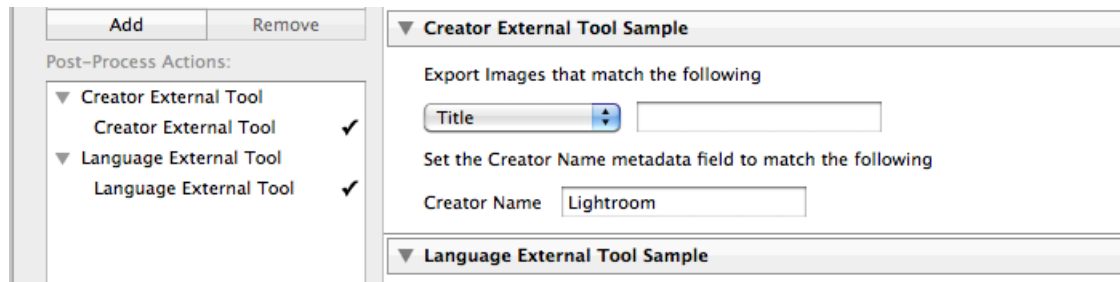 Add
Remove
Post-Process Actions:
Creator External Tool
Creator External Tool ✓
Language External Tool
Language External Tool ✓
Creator External Tool Sample
Export Images that match the following
Title
Set the Creator Name metadata field to match the following
Creator Name Lightroom
Language External Tool Sample